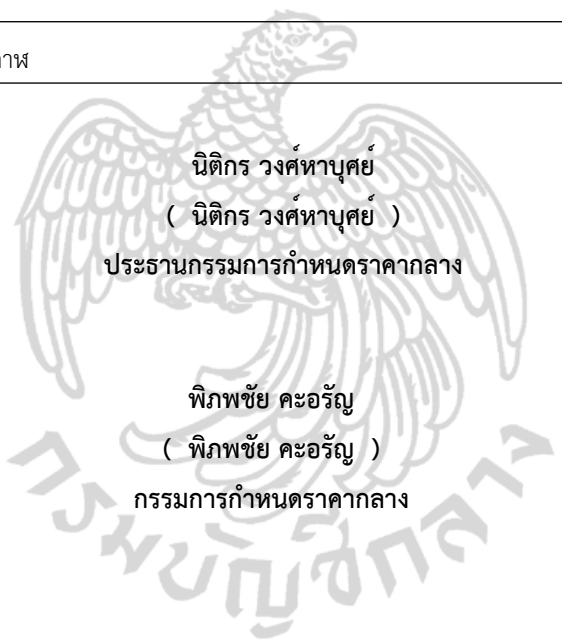 นิติกร วงศ์หาบุศย์
( นิติกร วงศ์หาบุศย์ )
ประธานกรรมการกำหนดราคากลาง
พิภพชัย คะอรัญ
( พิภพชัย คะอรัญ )
กรรมการกำหนดราคากลาง
กรมบัญชีกลาง